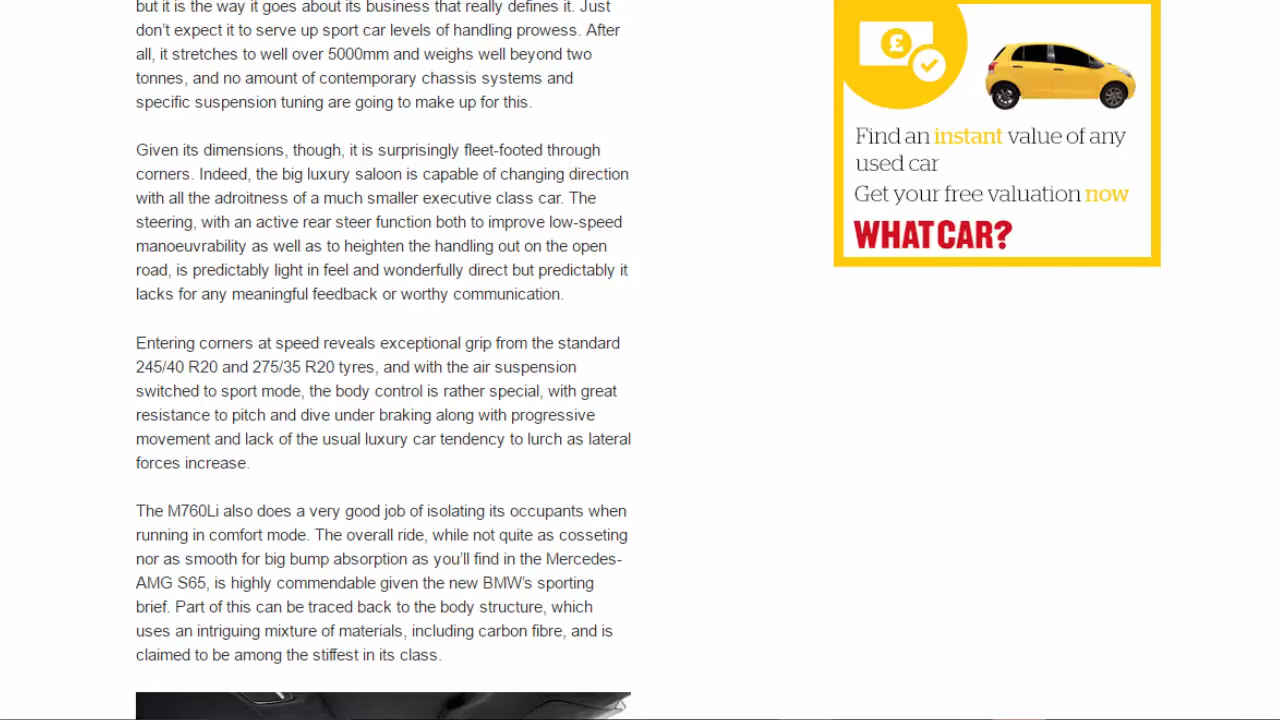 but it is the way it goes about its business that really defines it. Just
don’t expect it to serve up sport car levels of handling prowess. After
all, it stretches to well over 5000mm and weighs well beyond two
tonnes, and no amount of contemporary chassis systems and
specific suspension tuning are going to make up for this.
Given its dimensions, though, it is surprisingly fleet-footed through
corners. Indeed, the big luxury saloon is capable of changing direction
with all the adroitness of a much smaller executive class car. The
steering, with an active rear steer function both to improve low-speed
manoeuvrability as well as to heighten the handling out on the open
road, is predictably light in feel and wonderfully direct but predictably it
lacks for any meaningful feedback or worthy communication.
Entering corners at speed reveals exceptional grip from the standard
245/40 R20 and 275/35 R20 tyres, and with the air suspension
switched to sport mode, the body control is rather special, with great
resistance to pitch and dive under braking along with progressive
movement and lack of the usual luxury car tendency to lurch as lateral
forces increase.
The M760Li also does a very good job of isolating its occupants when
running in comfort mode. The overall ride, while not quite as cosseting
nor as smooth for big bump absorption as you’ll find in the Mercedes-
AMG S65, is highly commendable given the new BMW’s sporting
brief. Part of this can be traced back to the body structure, which
uses an intriguing mixture of materials, including carbon fibre, and is
claimed to be among the stiffest in its class.
£
Find an instant value of any
used car
Get your free valuation now
WHATCAR?